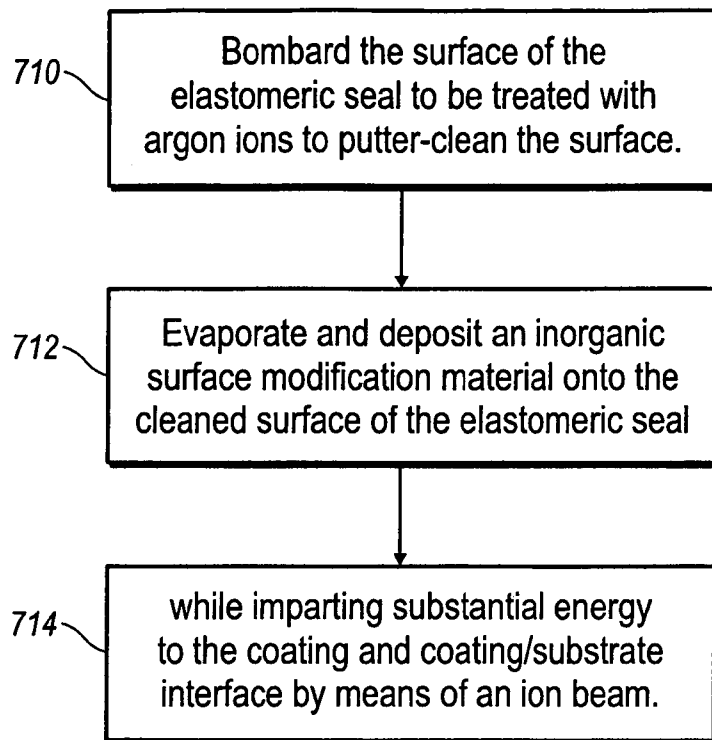 710
Bombard the surface of the
elastomeric seal to be treated with
argon ions to putter-clean the surface.
712
Evaporate and deposit an inorganic
surface modification material onto the
cleaned surface of the elastomeric seal
714
while imparting substantial energy
to the coating and coating/substrate
interface by means of an ion beam.